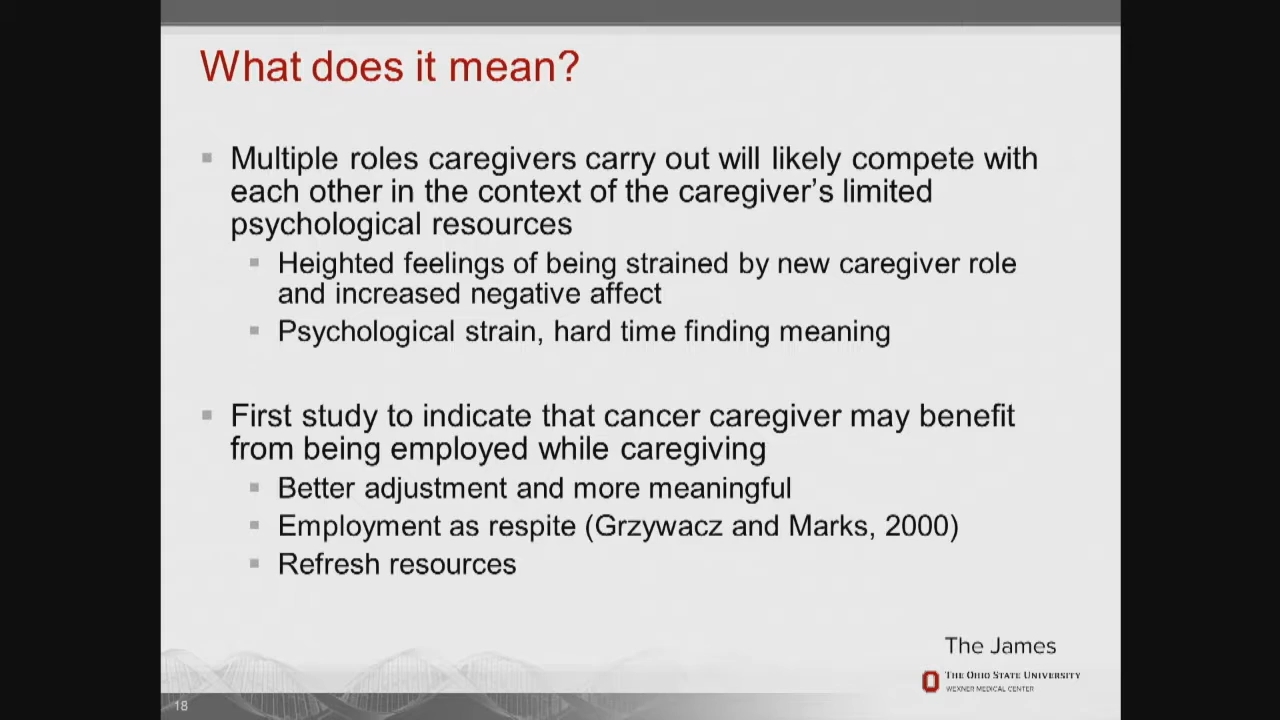 What does it mean?
Multiple roles caregivers carry out will likely compete with
each other in the context of the caregiver’s limited
psychological resources
Heighted feelings of being strained by new caregiver role
and increased negative affect
Psychological strain, hard time finding meaning
First study to indicate that cancer caregiver may benefit
from being employed while caregiving
Better adjustment and more meaningful
Employment as respite (Grzywacz and Marks, 2000)
Refresh resources
The James
THE OHIO STATE UNIVERSITY
WEXNER MEDICAL CENTER
18